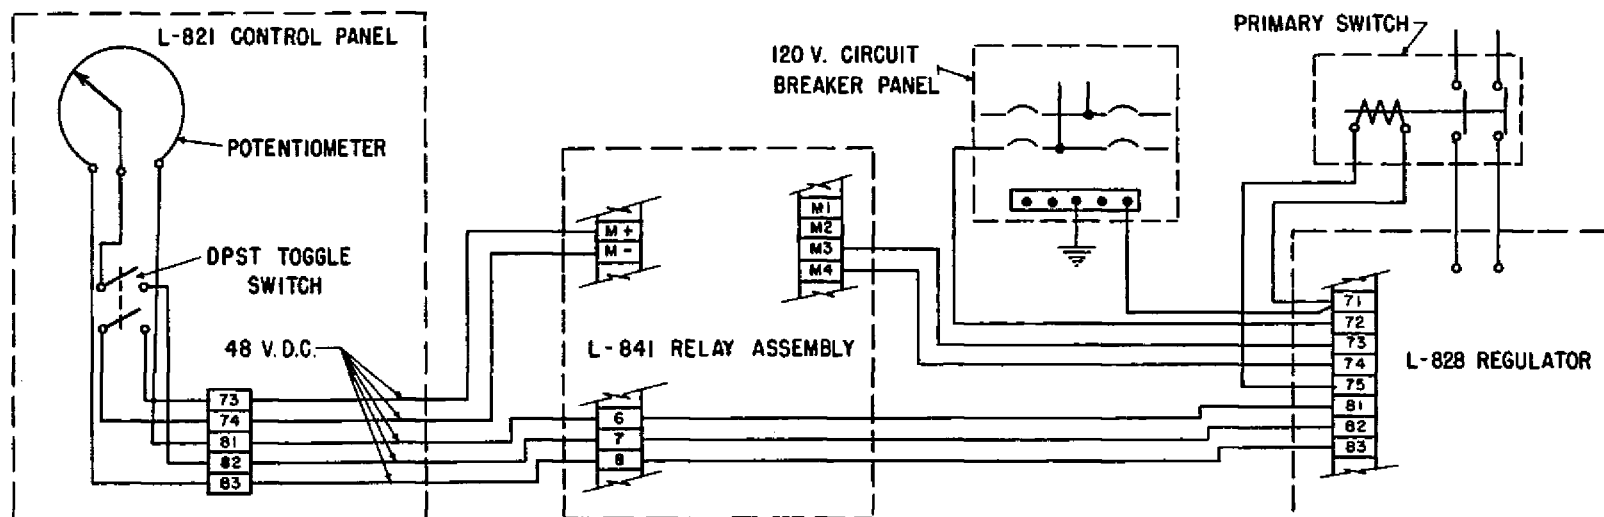 L-821 CONTROL PANEL
POTENTIOMETER
DPST TOGGLE
SWITCH
48 V.D.C.
73
74
81
82
83
M+
M-
M1
M2
M3
M4
L-841 RELAY ASSEMBLY
6
7
8
120 V. CIRCUIT
BREAKER PANEL
PRIMARY SWITCH
71
72
73
74
75
81
82
83
L-828 REGULATOR